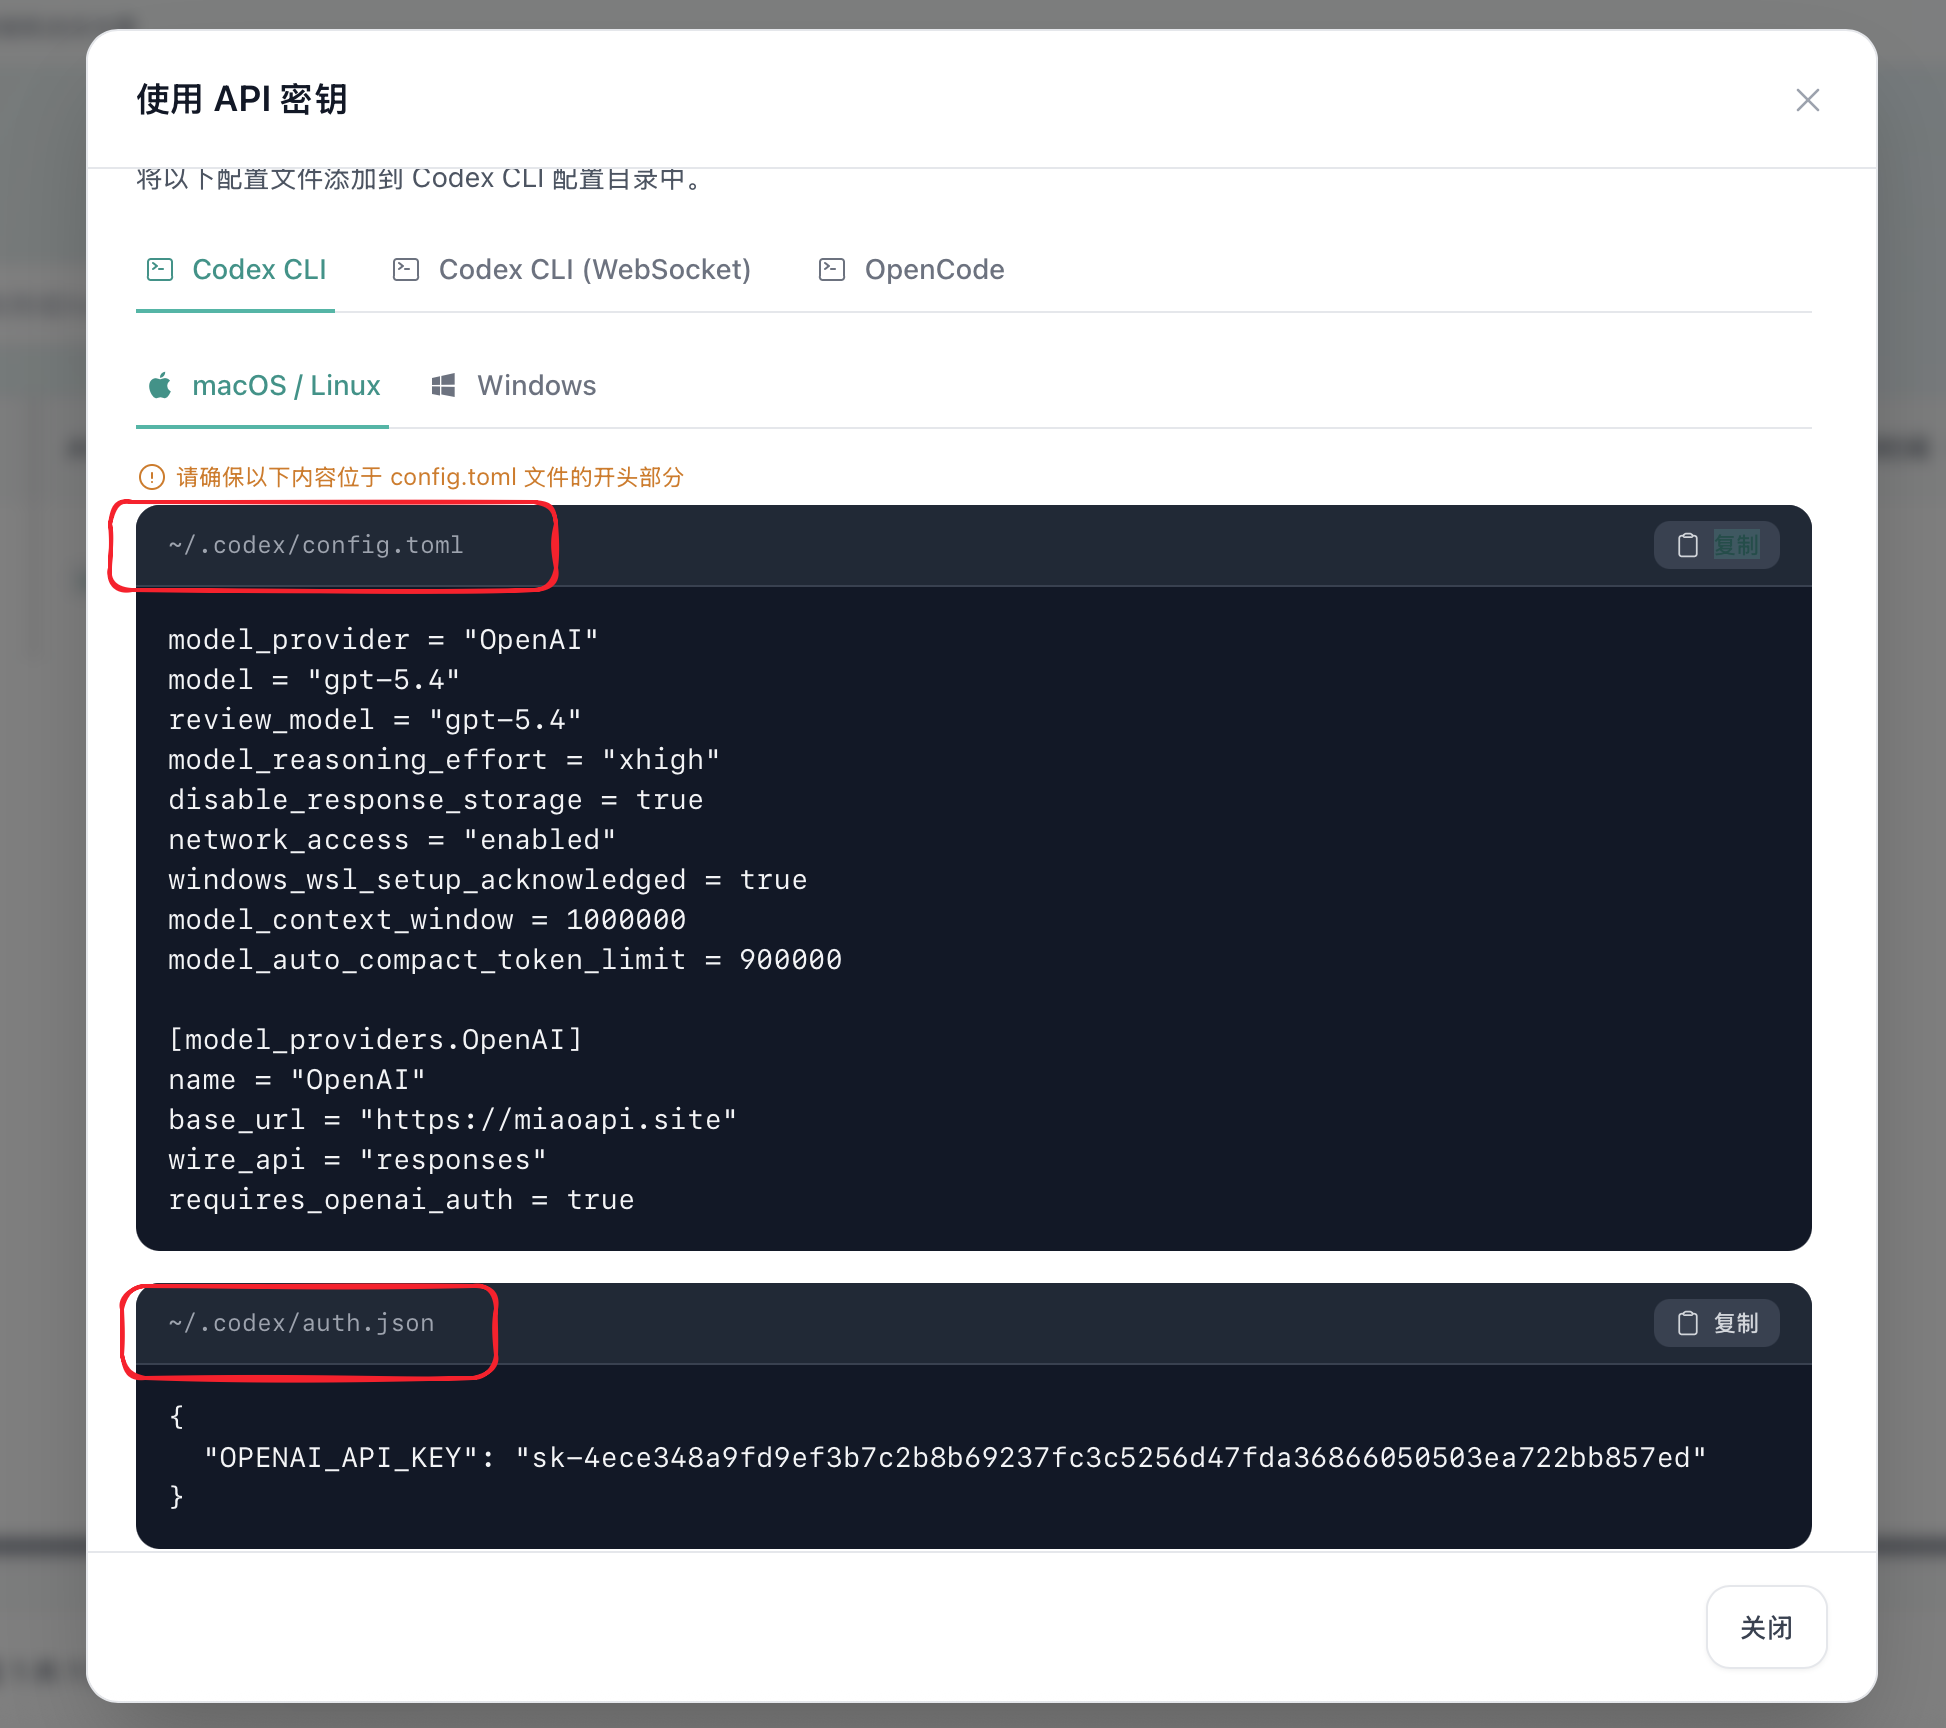 使用 API 密钥
将以下配置文件添加到 Codex CLI 配置目录中。
Codex CLI
Codex CLI (WebSocket)
OpenCode
macOS / Linux
Windows
请确保以下内容位于 config.toml 文件的开头部分
~/.codex/config.toml
复制
model_provider = "OpenAI"
model = "gpt-5.4"
review_model = "gpt-5.4"
model_reasoning_effort = "xhigh"
disable_response_storage = true
network_access = "enabled"
windows_wsl_setup_acknowledged = true
model_context_window = 1000000
model_auto_compact_token_limit = 900000
[model_providers.OpenAI]
name = "OpenAI"
base_url = "https://miaoapi.site"
wire_api = "responses"
requires_openai_auth = true
~/.codex/auth.json
复制
{
"OPENAI_API_KEY": "sk-4ece348a9fd9ef3b7c2b8b69237fc3c5256d47fda36866050503ea722bb857ed"
}
关闭